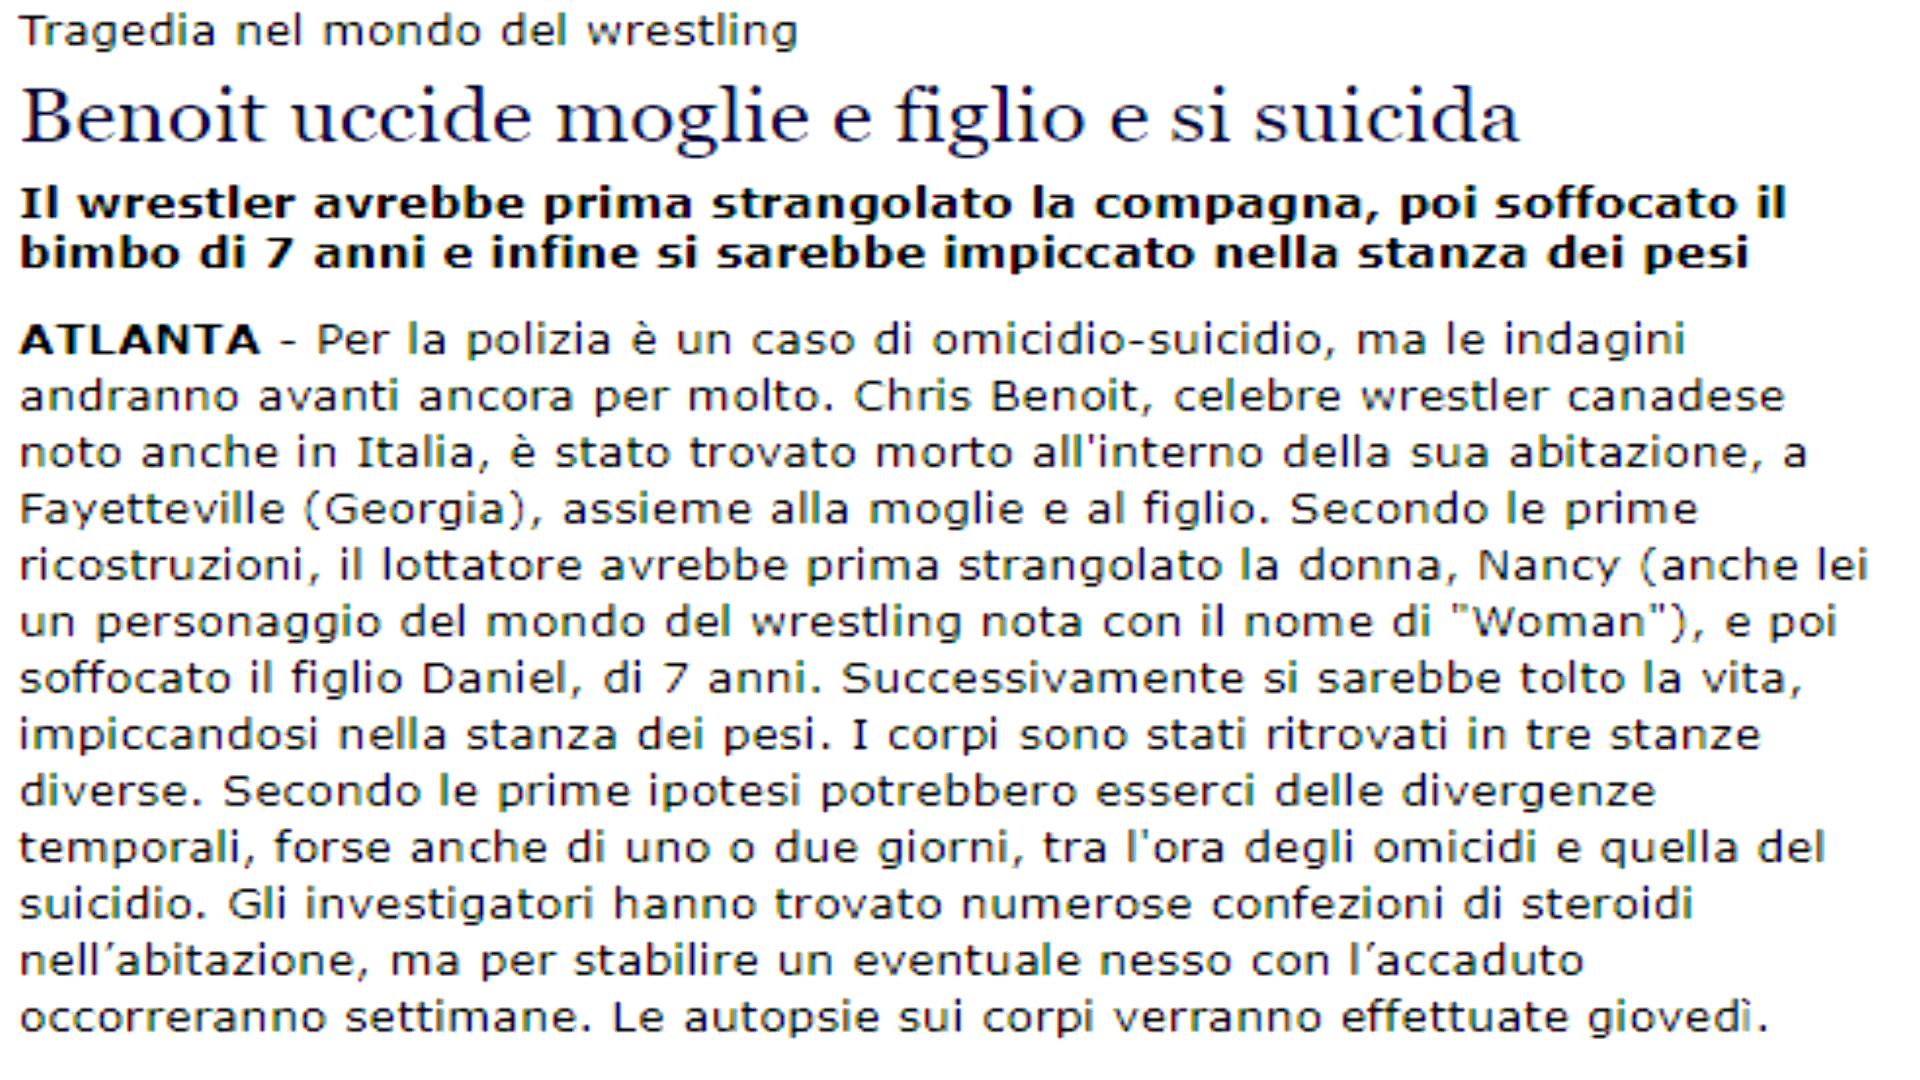 Tragedia nel mondo del wrestling
Benoit uccide moglie e figlio e si suicida
Il wrestler avrebbe prima strangolato la compagna, poi soffocato il
bimbo di 7 anni e infine si sarebbe impiccato nella stanza dei pesi
ATLANTA - Per la polizia è un caso di omicidio-suicidio, ma le indagini
andranno avanti ancora per molto. Chris Benoit, celebre wrestler canadese
noto anche in Italia, è stato trovato morto all'interno della sua abitazione, a
Fayetteville (Georgia), assieme alla moglie e al figlio. Secondo le prime
ricostruzioni, il lottatore avrebbe prima strangolato la donna, Nancy (anche lei
un personaggio del mondo del wrestling nota con il nome di "Woman"), e poi
soffocato il figlio Daniel, di 7 anni. Successivamente si sarebbe tolto la vita,
impiccandosi nella stanza dei pesi. I corpi sono stati ritrovati in tre stanze
diverse. Secondo le prime ipotesi potrebbero esserci delle divergenze
temporali, forse anche di uno o due giorni, tra l'ora degli omicidi e quella del
suicidio. Gli investigatori hanno trovato numerose confezioni di steroidi
nell´abitazione, ma per stabilire un eventuale nesso con l´accaduto
occorreranno settimane. Le autopsie sui corpi verranno effettuate giovedì.